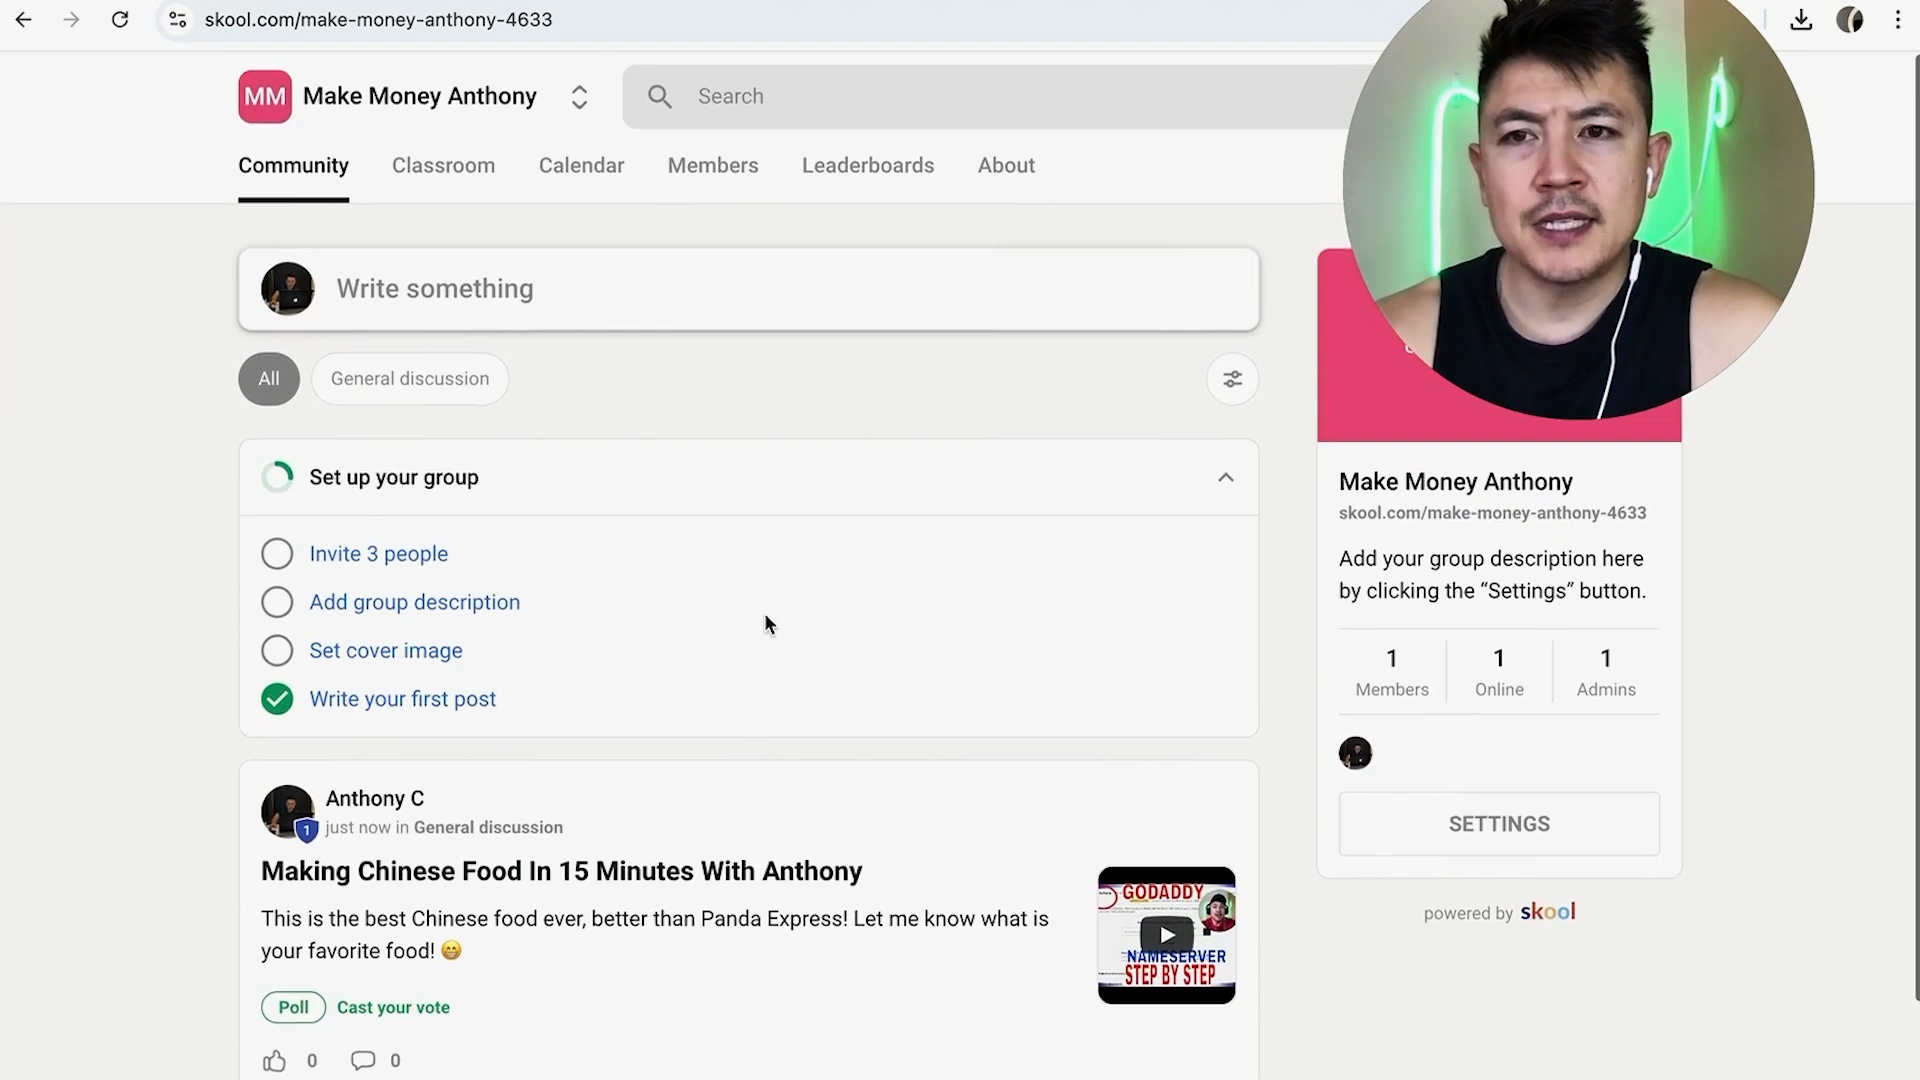 skool.com/make-money-anthony-4633
MM Make Money Anthony
Search
Community Classroom Calendar Members Leaderboards About
Write something
All General discussion
Set up your group
Invite 3 people
Add group description
Set cover image
Write your first post
Anthony C
1 just now in General discussion
Making Chinese Food In 15 Minutes With Anthony
This is the best Chinese food ever, better than Panda Express! Let me know what is
your favorite food! 😁
GODADDY
NAMESERVER
STEP BY STEP
Poll Cast your vote
0 0
Make Money Anthony
skool.com/make-money-anthony-4633
Add your group description here
by clicking the “Settings” button.
1 1 1
Members Online Admins
SETTINGS
powered by skool